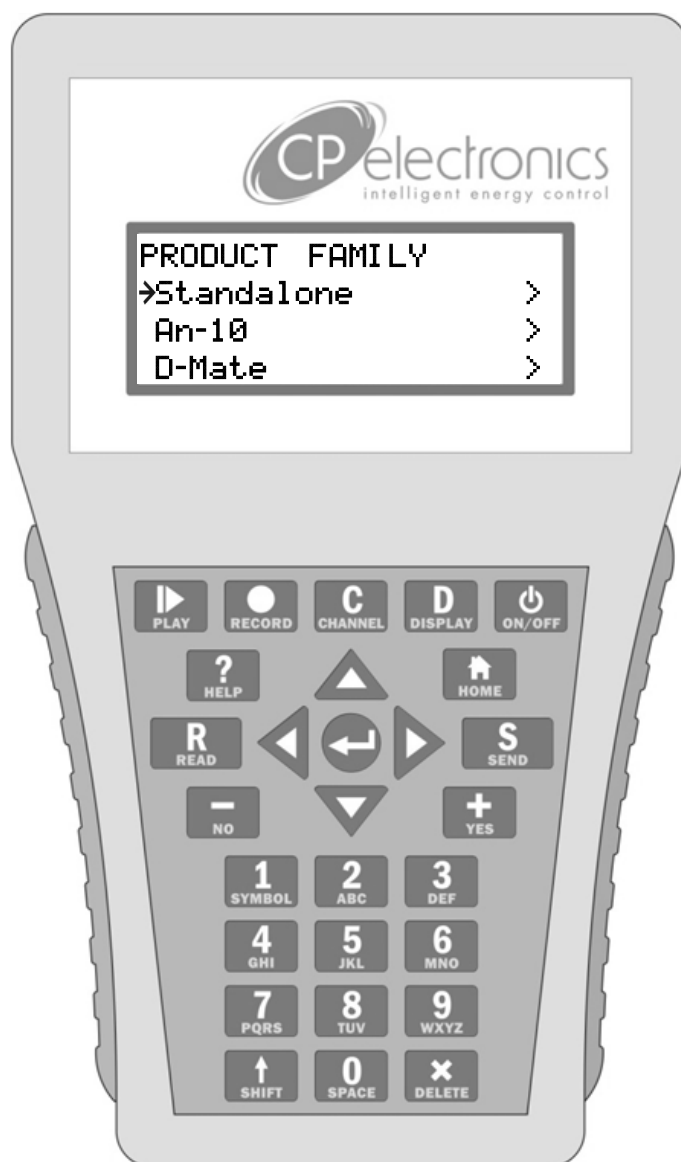 CP electronics
intelligent energy control
PRODUCT FAMILY
→Standalone >
An-10 >
D-Mate >
PLAY
RECORD
C CHANNEL
D DISPLAY
ON/OFF
? HELP
HOME
R READ
S SEND
− NO
+ YES
1 SYMBOL
2 ABC
3 DEF
4 GHI
5 JKL
6 MNO
7 PQRS
8 TUV
9 WXYZ
SHIFT
0 SPACE
× DELETE